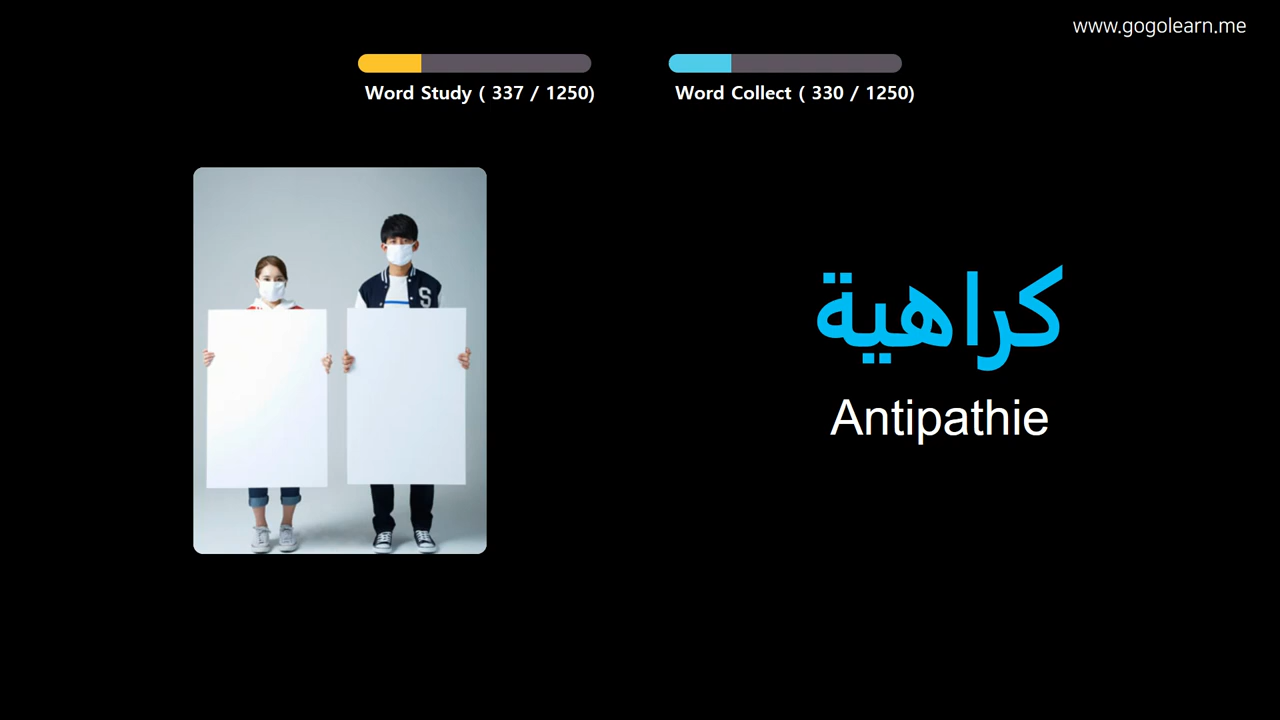 www.gogolearn.me
Word Study ( 337 / 1250)
Word Collect ( 330 / 1250)
S
كراهية
Antipathie